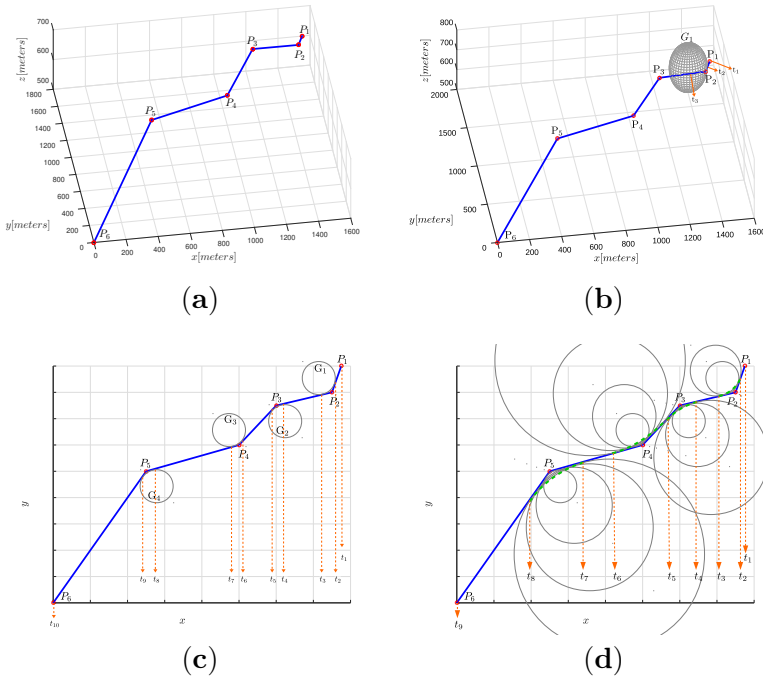 700
600
500
z[meters]
1800
1600
1400
1200
1000
800
600
400
200
0
y[meters]
0
200
400
600
800
1000
1200
1400
1600
x[meters]
P1
P2
P3
P4
P5
P6
(a)
800
700
600
500
z[meters]
2000
1500
1000
500
0
y[meters]
0
200
400
600
800
1000
1200
1400
1600
x[meters]
G1
P1
P2
P3
P4
P5
P6
t1
t2
t3
(b)
P1
G1
P2
P3
G3
G2
P4
P5
G4
P6
y
x
t1
t9 t8 t7 t6 t5 t4 t3 t2
t10
(c)
P1
P2
P3
P4
P5
P6
y
x
t1
t8 t7 t6 t5 t4 t3 t2
t9
(d)